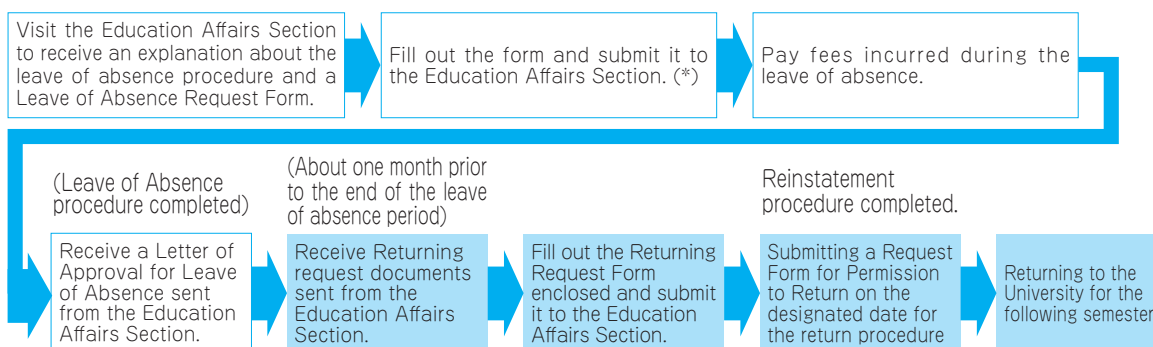 Visit the Education Affairs Section
to receive an explanation about the
leave of absence procedure and a
Leave of Absence Request Form.
Fill out the form and submit it to
the Education Affairs Section. (*)
Pay fees incurred during the
leave of absence.
(Leave of Absence
procedure completed)
(About one month prior
to the end of the leave
of absence period)
Reinstatement
procedure completed.
Receive a Letter of
Approval for Leave
of Absence sent
from the Education
Affairs Section.
Receive Returning
request documents
sent from the
Education Affairs
Section.
Fill out the Returning
Request Form
enclosed and submit
it to the Education
Affairs Section.
Submitting a Request
Form for Permission
to Return on the
designated date for
the return procedure
Returning to the
University for the
following semester